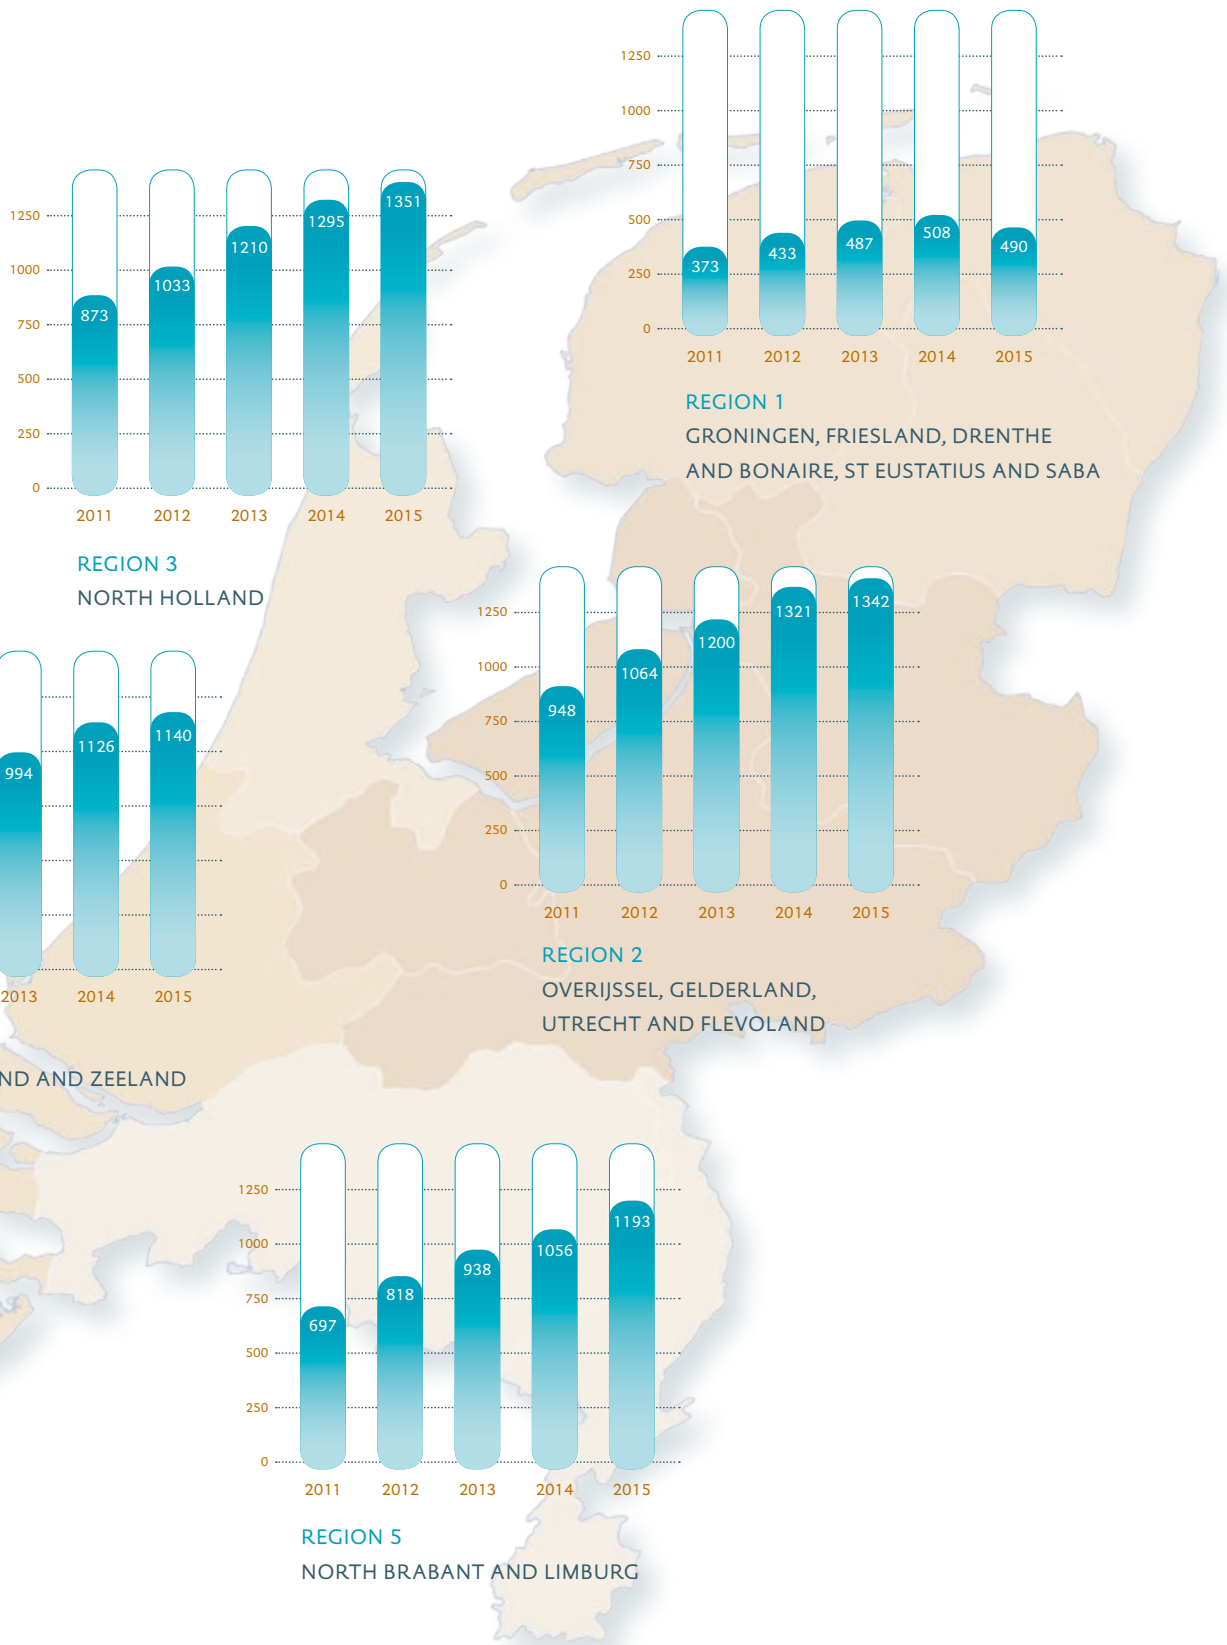 1250
1000
750
500
250
0
373
433
487
508
490
2011 2012 2013 2014 2015
REGION 1
GRONINGEN, FRIESLAND, DRENTHE
AND BONAIRE, ST EUSTATIUS AND SABA
1250
1000
750
500
250
0
873
1033
1210
1295
1351
2011 2012 2013 2014 2015
REGION 3
NORTH HOLLAND
1250
1000
750
500
250
0
948
1064
1200
1321
1342
2011 2012 2013 2014 2015
REGION 2
OVERIJSSEL, GELDERLAND,
UTRECHT AND FLEVOLAND
994
1126
1140
2013 2014 2015
ND AND ZEELAND
1250
1000
750
500
250
0
697
818
938
1056
1193
2011 2012 2013 2014 2015
REGION 5
NORTH BRABANT AND LIMBURG